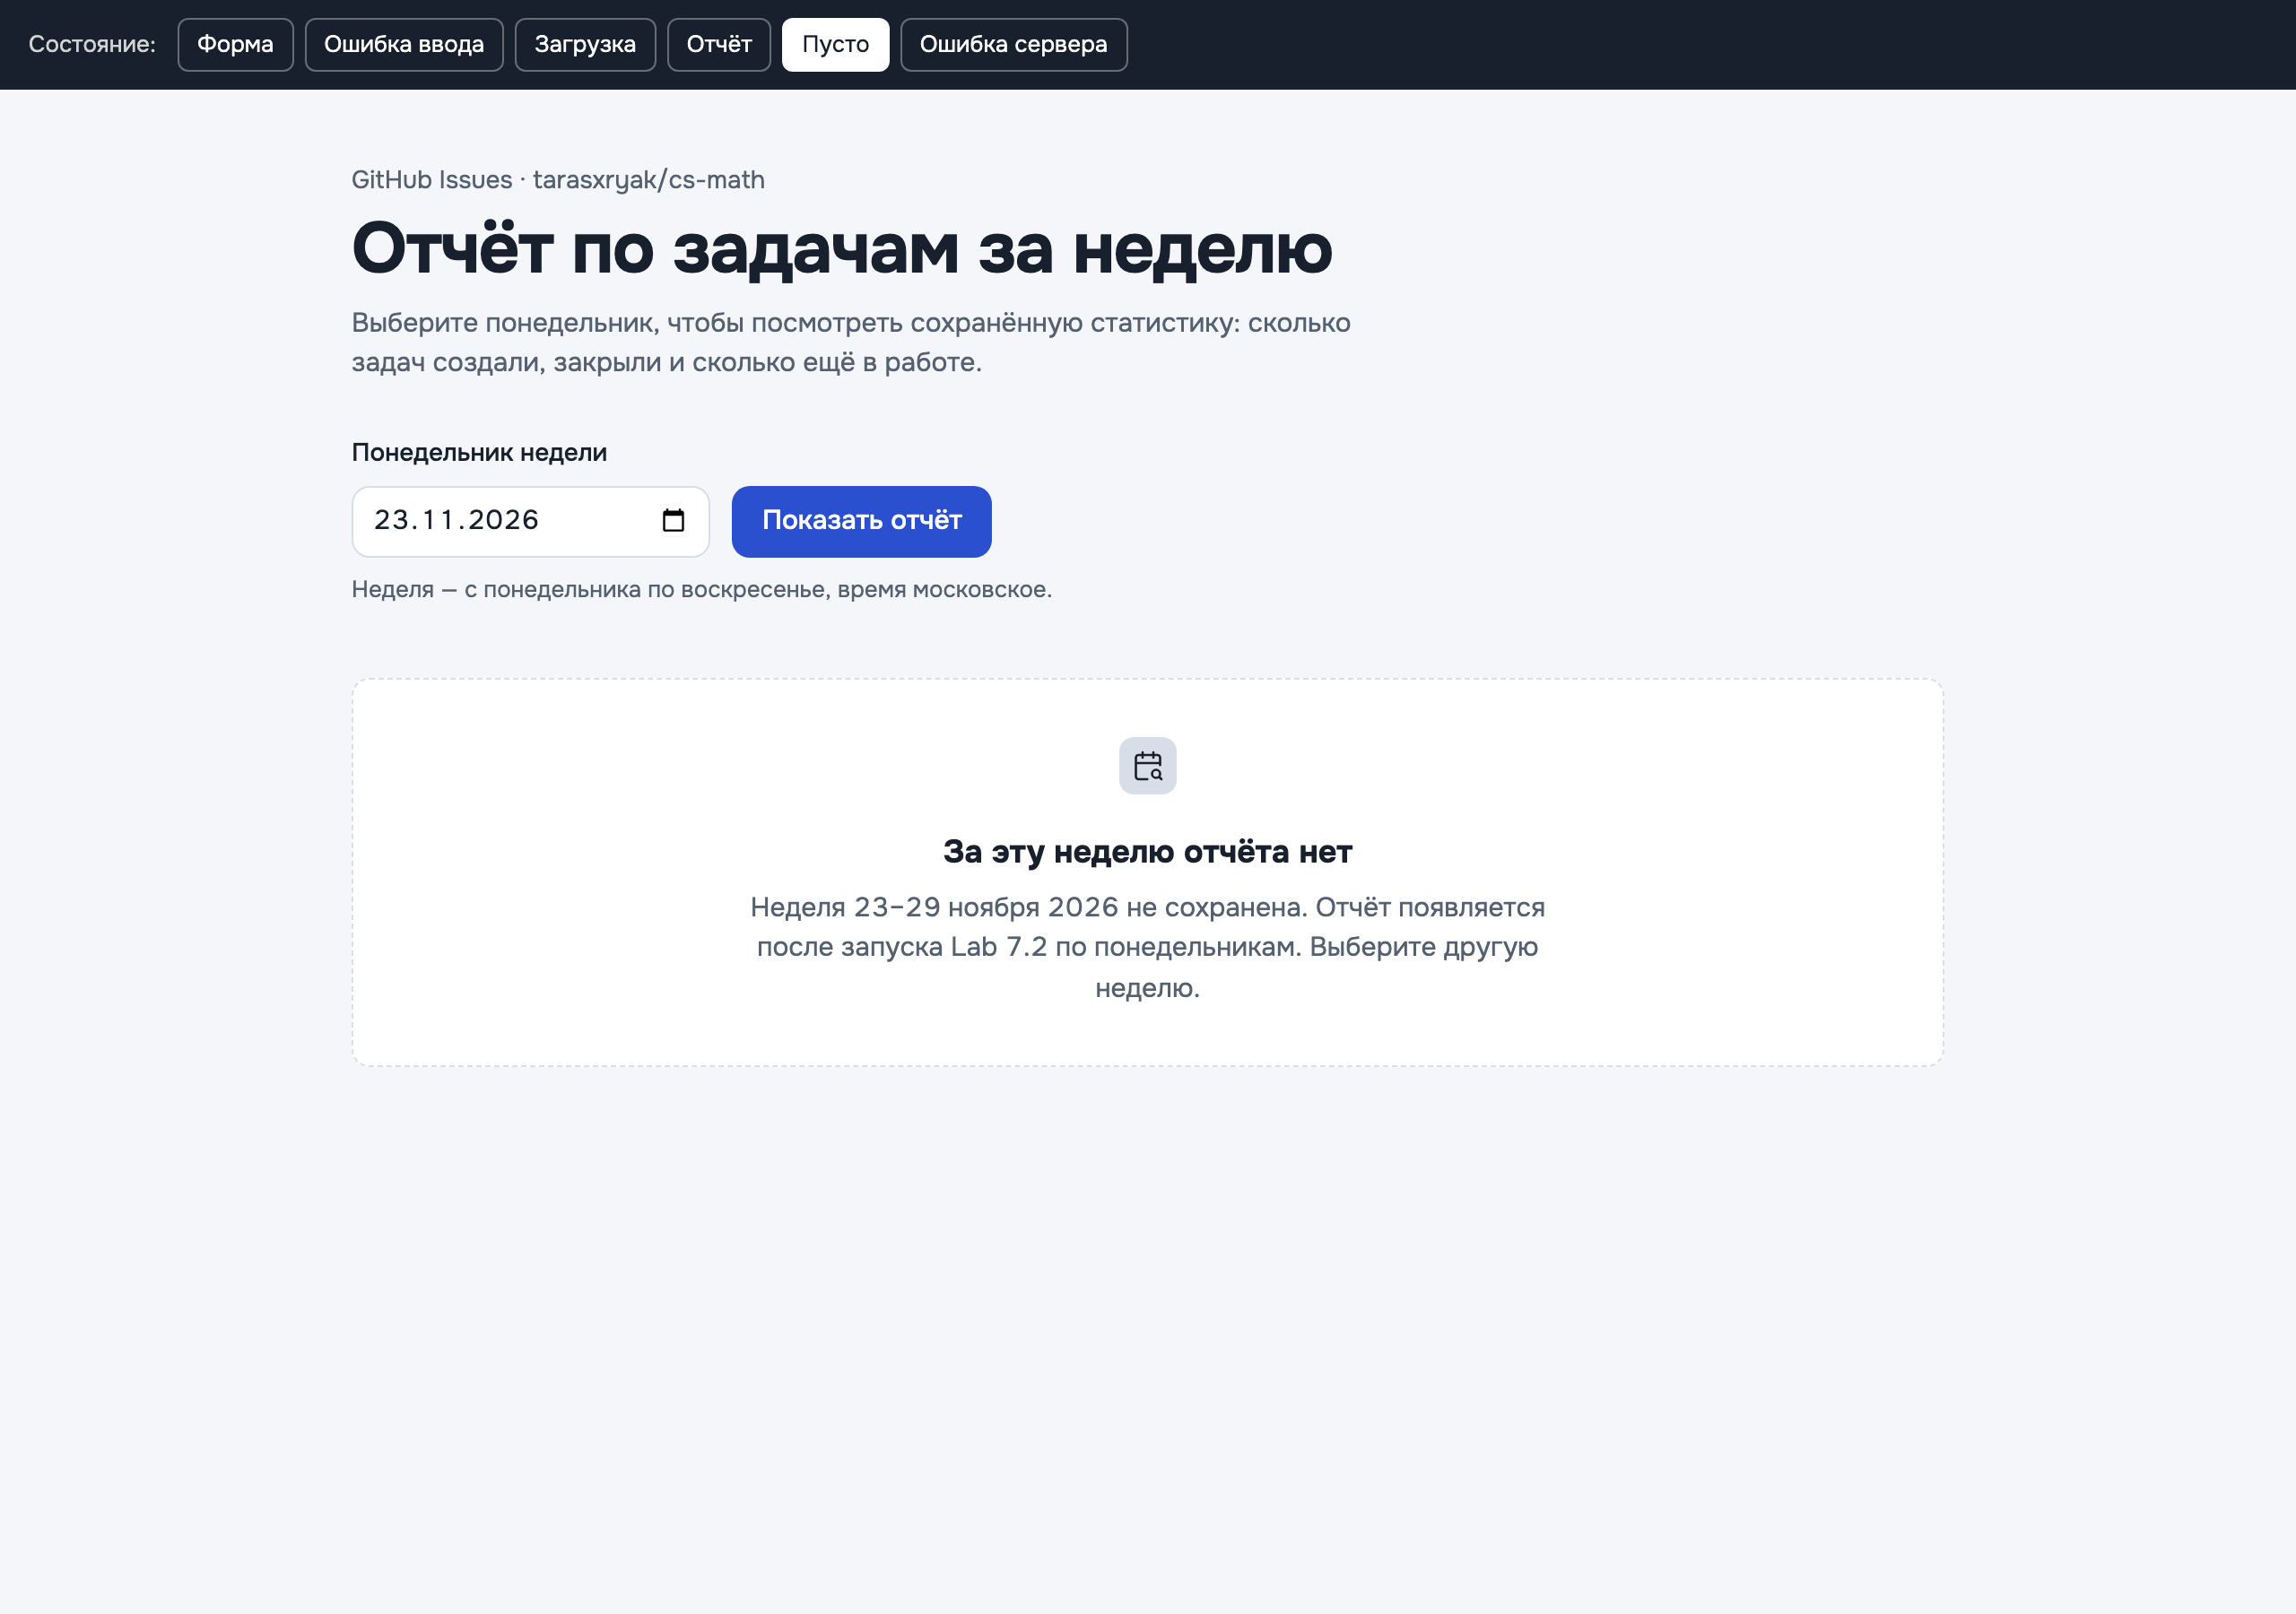 Состояние: Форма Ошибка ввода Загрузка Отчёт Пусто Ошибка сервера
GitHub Issues · tarasxryak/cs-math
Отчёт по задачам за неделю
Выберите понедельник, чтобы посмотреть сохранённую статистику: сколько
задач создали, закрыли и сколько ещё в работе.
Понедельник недели
23.11.2026 Показать отчёт
Неделя — с понедельника по воскресенье, время московское.
За эту неделю отчёта нет
Неделя 23–29 ноября 2026 не сохранена. Отчёт появляется
после запуска Lab 7.2 по понедельникам. Выберите другую
неделю.